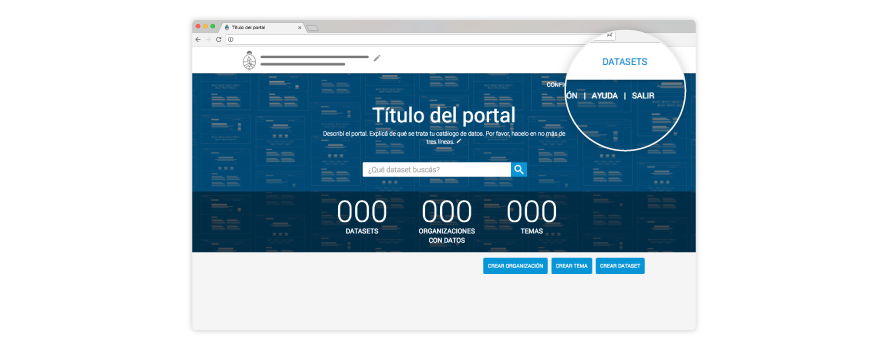 Título del portal
DATASETS
CONFI
ÓN | AYUDA | SALIR
Título del portal
Describí el portal. Explicá de qué se trata tu catálogo de datos. Por favor, hacelo en no más de
tres líneas.
¿Qué dataset buscás?
000 000 000
DATASETS ORGANIZACIONES TEMAS
CON DATOS
CREAR ORGANIZACIÓN CREAR TEMA CREAR DATASET